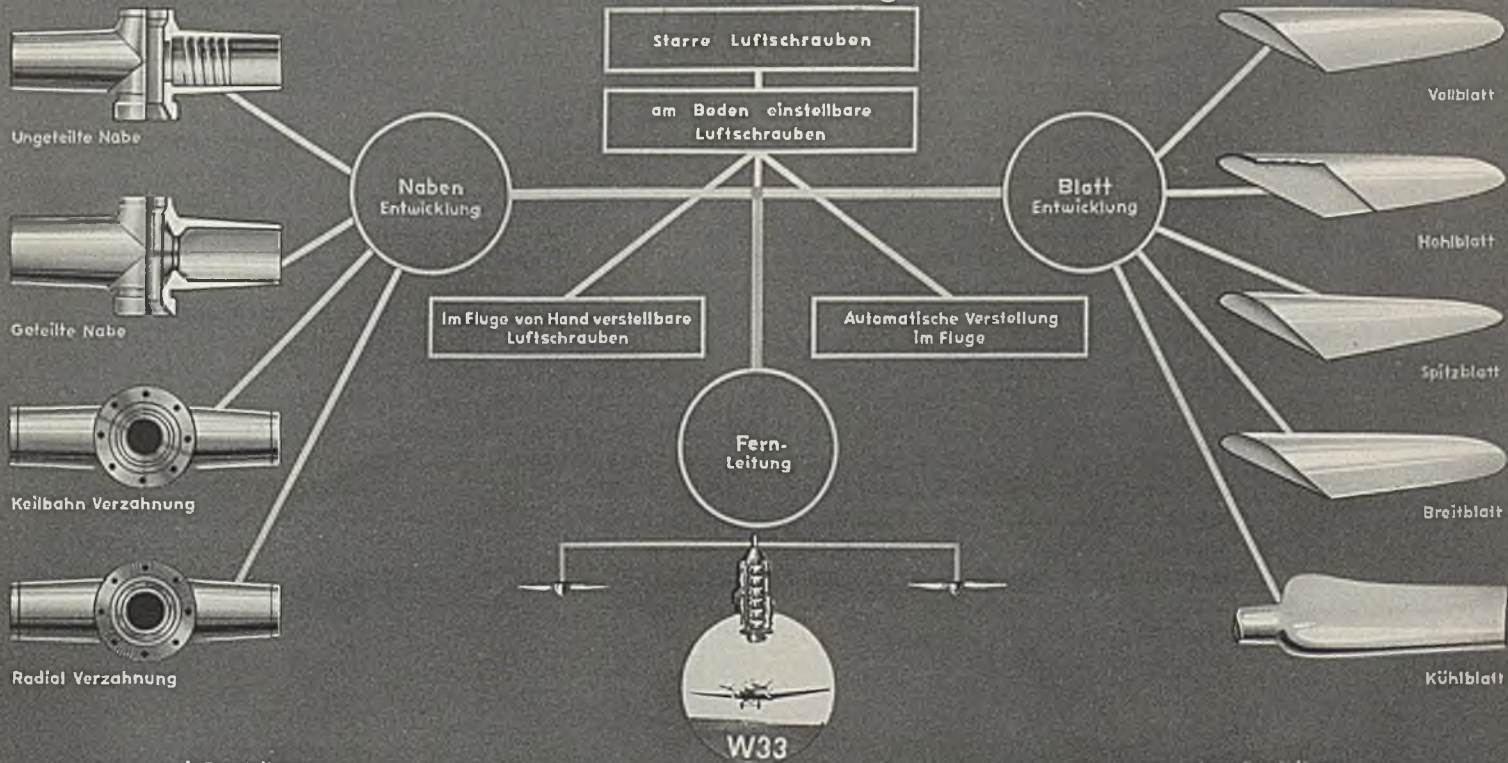 Starre Luftschrauben
am Boden einstellbare
Luftschrauben
Ungeteilte Nabe
Geteilte Nabe
Keilbahn Verzahnung
Radial Verzahnung
Naben
Entwicklung
Im Fluge von Hand verstellbare
Luftschrauben
Automatische Verstellung
im Fluge
Fern-
Leitung
W33
Blatt
Entwicklung
Vollblatt
Hohlblatt
Spitzblatt
Breitblatt
Kühlblatt